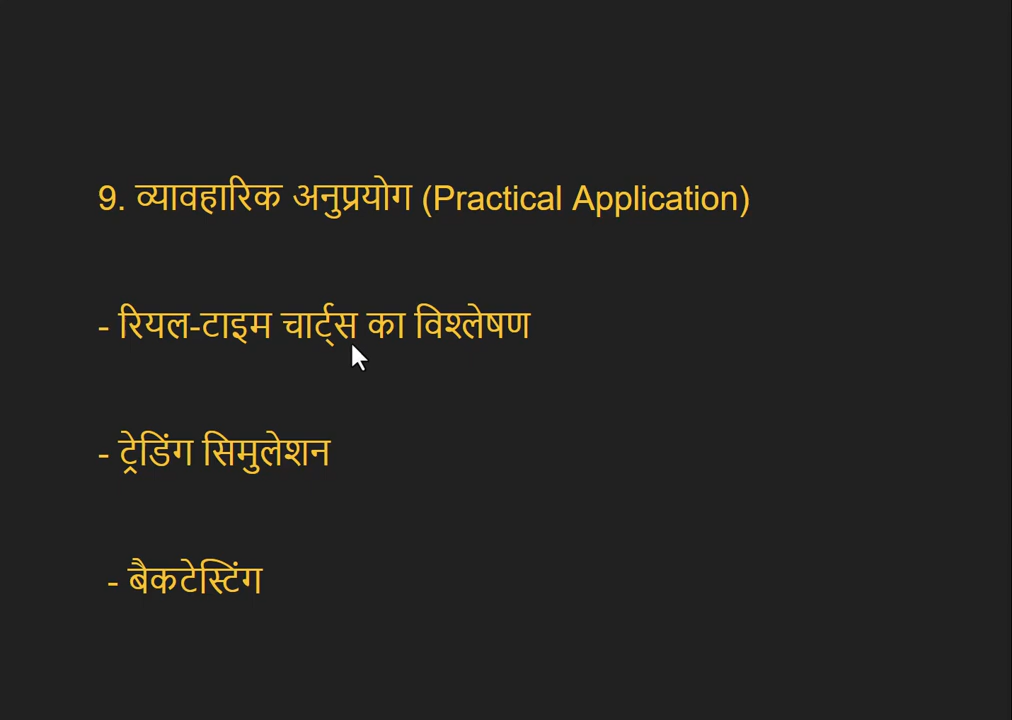 9. व्यावहारिक अनुप्रयोग (Practical Application)
- रियल-टाइम चार्ट्स का विश्लेषण
- ट्रेडिंग सिमुलेशन
- बैकटेस्टिंग